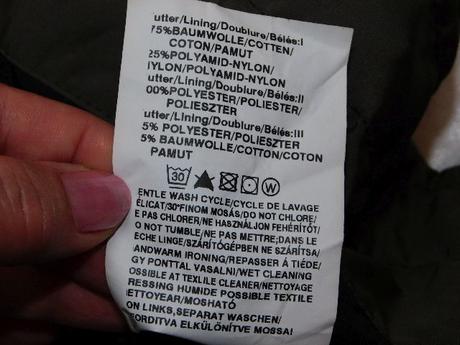 utter/Lining/Doublure/Bélés:I
75%BAUMWOLLE/COTTEN/
COTON/PAMUT
25%POLYAMID-NYLON/
NYLON/POLYAMID-NYLON
utter/Lining/Doublure/Bélés:II
00%POLYESTER/POLIESTER/
POLIESZTER
utter/Lining/Doublure/Bélés:III
5% POLYESTER/POLIESZTER
5% BAUMWOLLE/COTTON/COTON
PAMUT
30 W
ENTLE WASH CYCLE/CYCLE DE LAVAGE
ÉLICAT/30°FINOM MOSÁS/DO NOT CHLORE/
E PAS CHLORER/NE HASZNÁLJON FEHÉRÍTŐT/
O NOT TUMBLE/NE PAS METTRE;DANS LE
ÈCHE LINGE/SZÁRÍTÓGÉPBEN NE SZÁRÍTSA/
ANDWARM IRONING/REPASSER À TIÉDE/
GY PONTTAL VASALNI/WET CLEANING
OSSIBLE AT TEXTILE CLEANER/NETTOYAGE
RESSING HUMIDE POSSIBLE TEXTILE
NETTOYEUR/MOSHATÓ
ON LINKS,SEPARAT WASCHEN/
FORDITVA ELKÜLÖNÍTVE MOSSA!